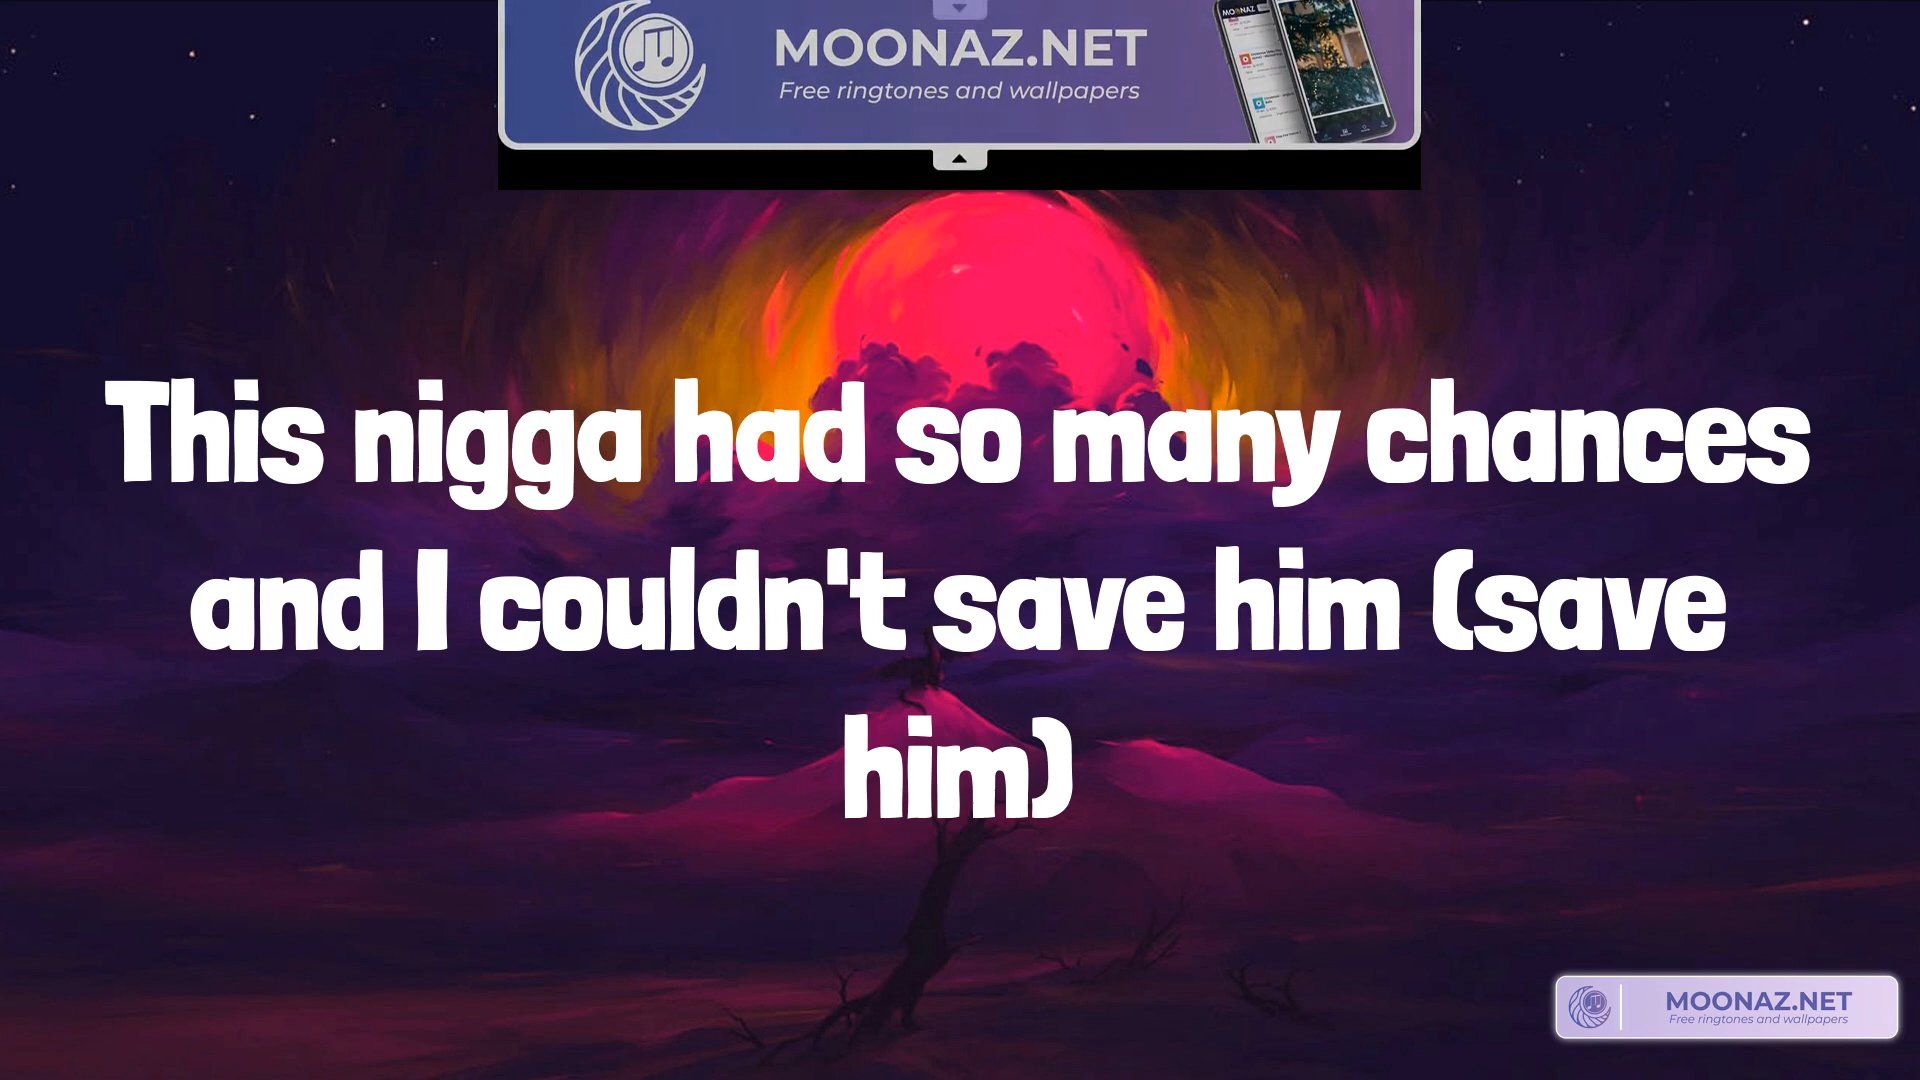 MOONAZ.NET
Free ringtones and wallpapers
This nigga had so many chances
and I couldn't save him (save
him)
MOONAZ.NET
Free ringtones and wallpapers